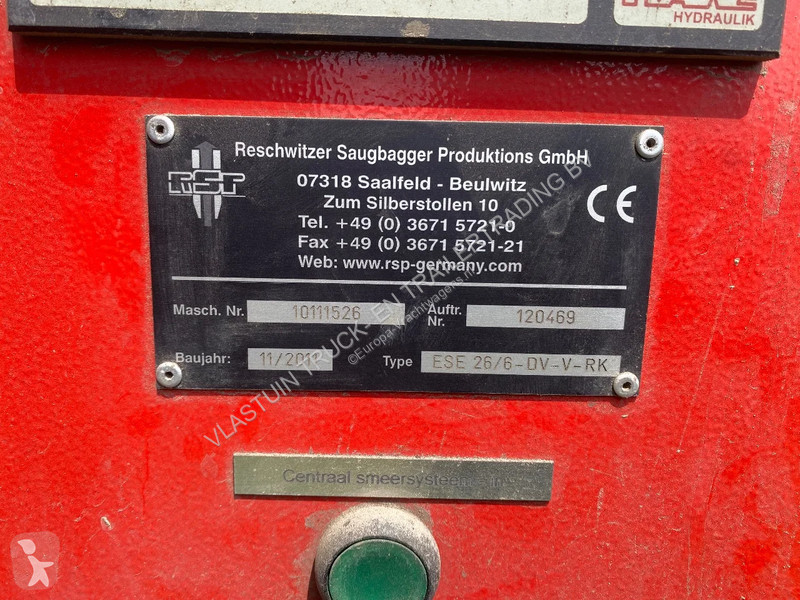 HYDRAULIK
RSP
Reschwitzer Saugbagger Produktions GmbH
07318 Saalfeld - Beulwitz
Zum Silberstollen 10
Tel. +49 (0) 3671 5721-0
Fax +49 (0) 3671 5721-21
Web: www.rsp-germany.com
CE
Masch. Nr. 10111526 Auftr. Nr. 120469
Baujahr: Type ESE 26/6-DV-V-RK
Centraal smeersysteem
VLASTUIN TRUCK- EN TRAILERTRADING BV
©Europa-Vrachtwagens.nl